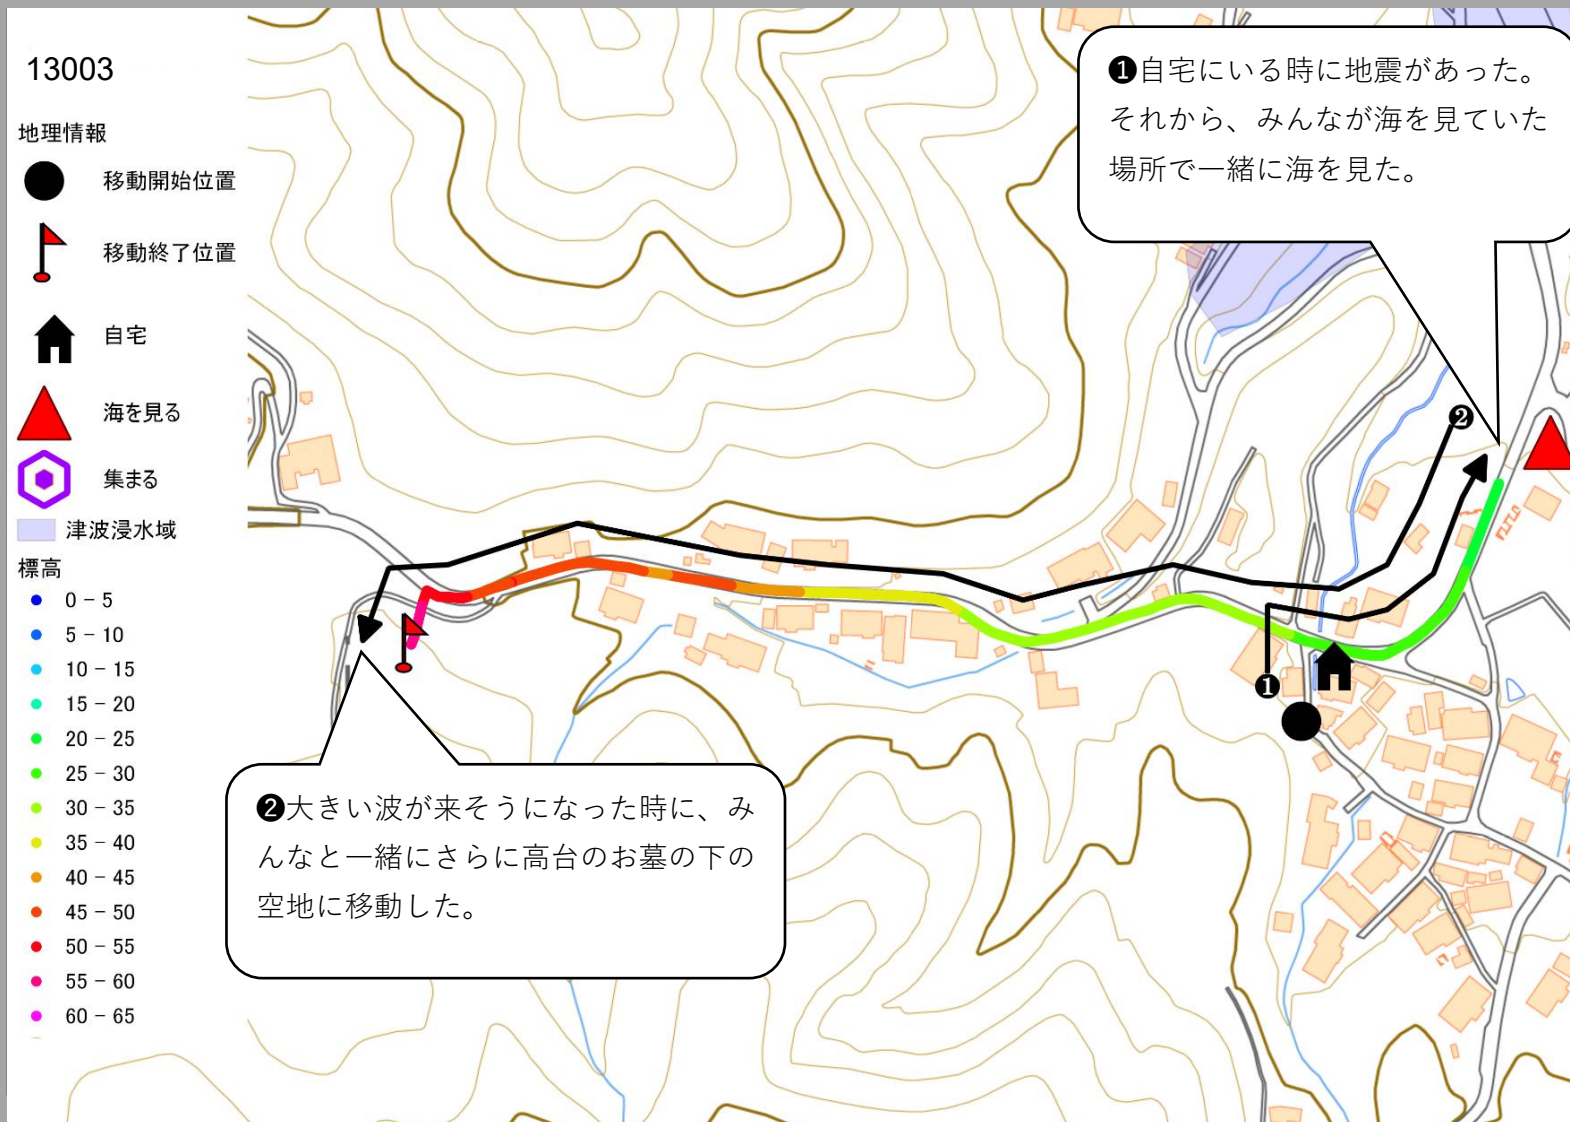 13003
地理情報
移動開始位置
移動終了位置
自宅
海を見る
集まる
津波浸水域
標高
0 − 5
5 − 10
10 − 15
15 − 20
20 − 25
25 − 30
30 − 35
35 − 40
40 − 45
45 − 50
50 − 55
55 − 60
60 − 65
❶自宅にいる時に地震があった。
それから、みんなが海を見ていた
場所で一緒に海を見た。
❷
❶
❷大きい波が来そうになった時に、み
んなと一緒にさらに高台のお墓の下の
空地に移動した。